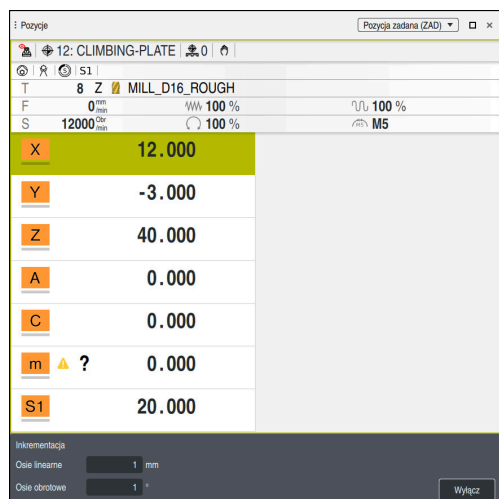 Pozycje
Pozycja zadana (ZAD)
12: CLIMBING-PLATE 0
S1
T 8 Z MILL_D16_ROUGH
F 0 mm/min 100 % 100 %
S 12000 Obr/min 100 % M5
X 12.000
Y -3.000
Z 40.000
A 0.000
C 0.000
m ? 0.000
S1 20.000
Inkrementacja
Osie linearne 1 mm
Osie obrotowe 1 °
Wyłącz